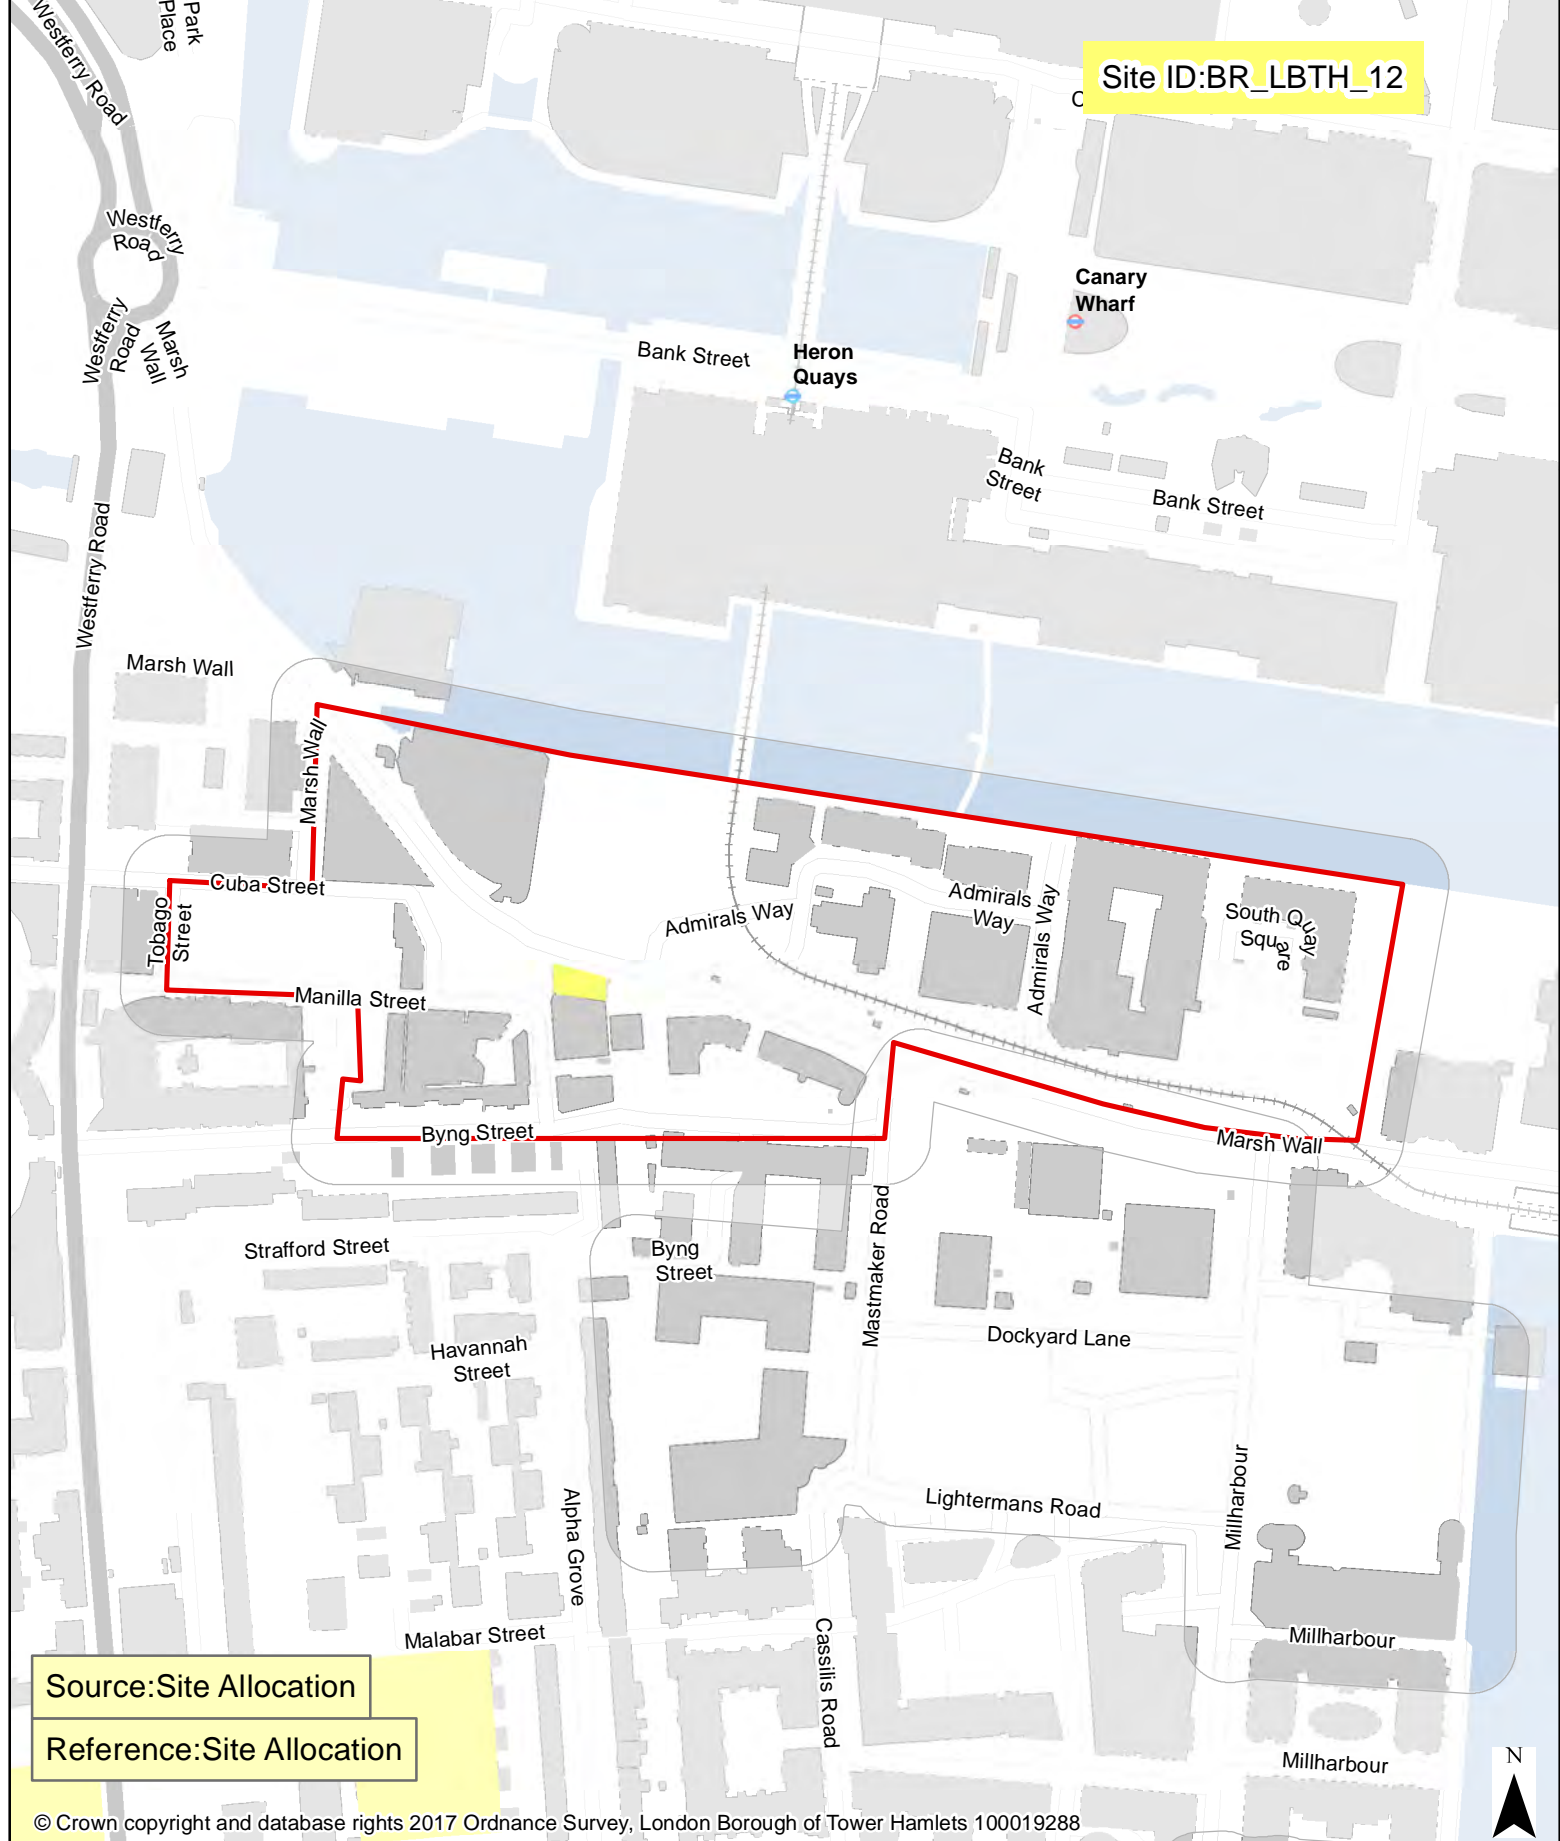 Park
Place
Westferry Road
Site ID:BR_LBTH_12
C
Westferry
Road
Westferry
Road
Marsh
Wall
Canary
Wharf
Bank Street
Heron
Quays
Bank
Street
Bank Street
Westferry Road
Marsh Wall
Marsh Wall
Cuba Street
Tobago
Street
Admirals Way
Admirals
Way
Admirals Way
South Quay
Square
Manilla Street
Byng Street
Marsh Wall
Mastmaker Road
Strafford Street
Byng
Street
Dockyard Lane
Havannah
Street
Alpha Grove
Lightermans Road
Millharbour
Malabar Street
Cassilis Road
Millharbour
Source:Site Allocation
Reference:Site Allocation
Millharbour
N
© Crown copyright and database rights 2017 Ordnance Survey, London Borough of Tower Hamlets 100019288